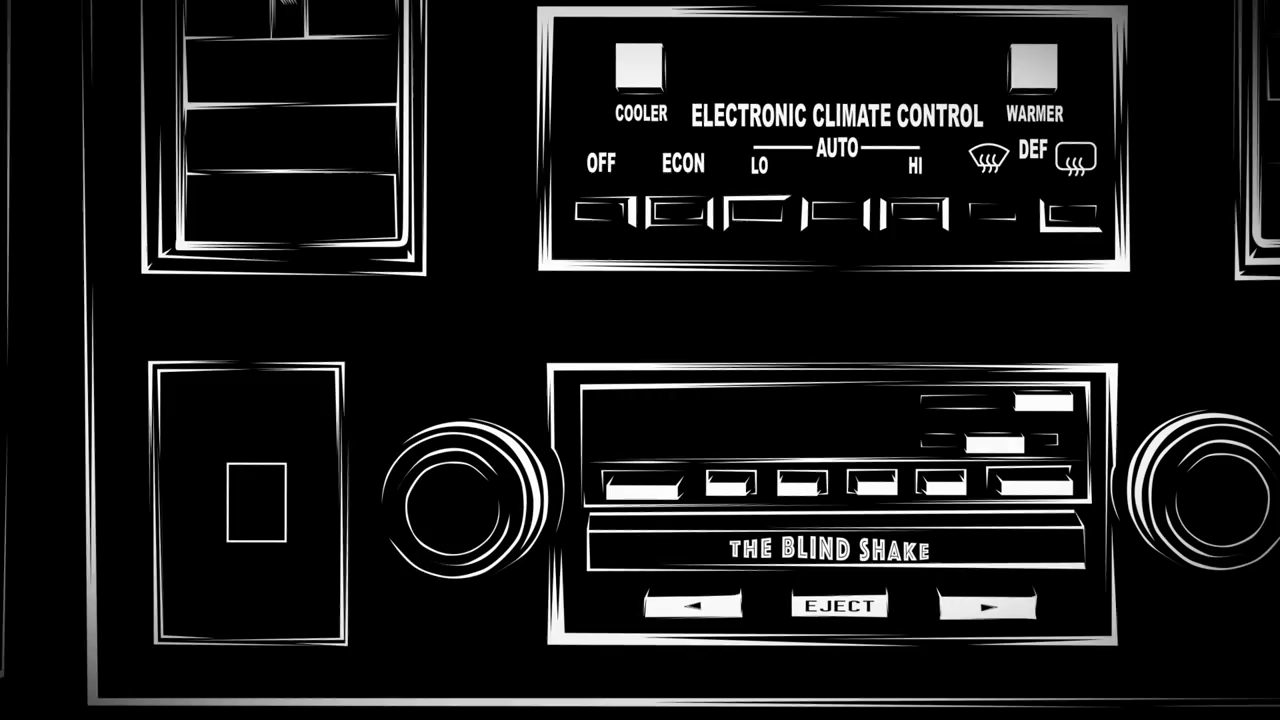 COOLER ELECTRONIC CLIMATE CONTROL WARMER
OFF ECON LO AUTO HI DEF
THE BLIND SHAKE
◄ EJECT ►